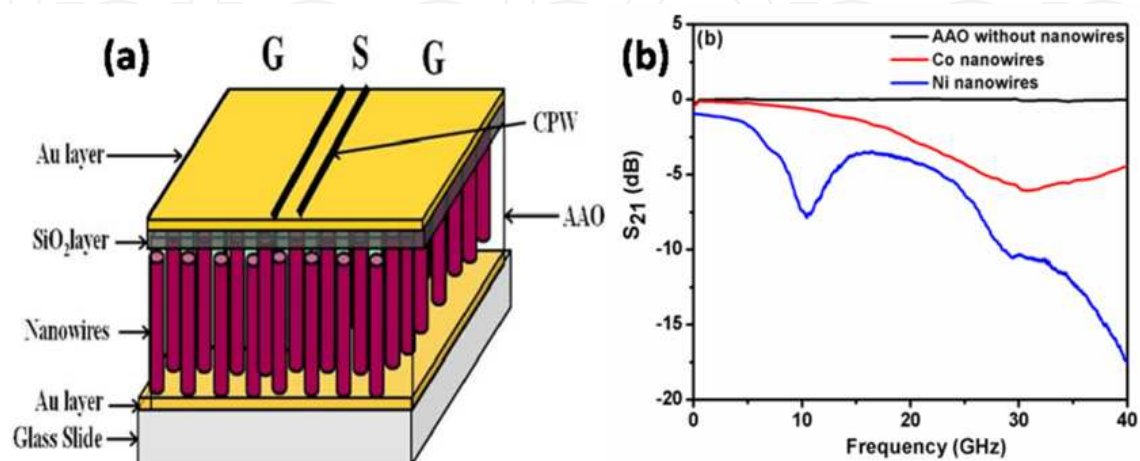 (a)
G S G
CPW
Au layer
AAO
SiO2layer
Nanowires
Au layer
Glass Slide
(b)
(b)
AAO without nanowires
Co nanowires
Ni nanowires
5
0
-5
-10
-15
-20
S21 (dB)
0 10 20 30 40
Frequency (GHz)